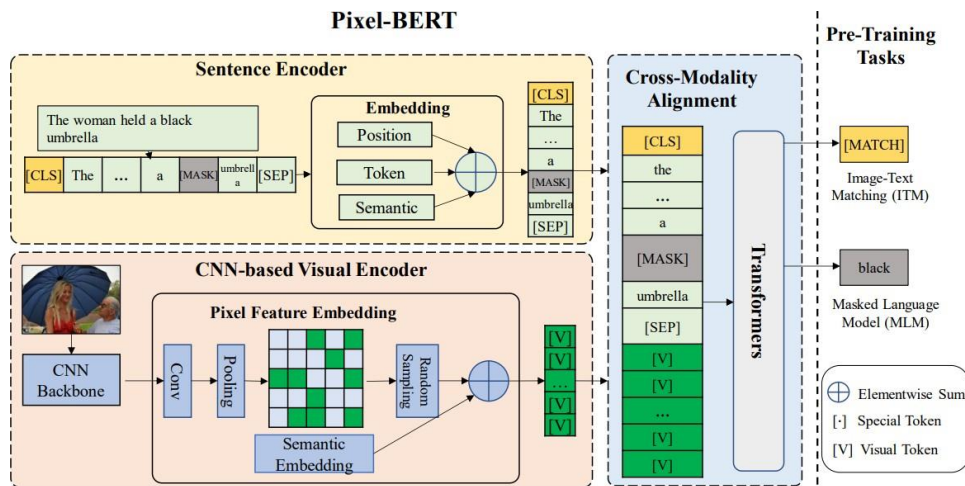 Pixel-BERT
Sentence Encoder
The woman held a black
umbrella
[CLS]
The
...
a
[MASK]
umbrell
a
[SEP]
Embedding
Position
Token
Semantic
[CLS]
The
...
a
[MASK]
umbrella
[SEP]
CNN-based Visual Encoder
CNN
Backbone
Pixel Feature Embedding
Conv
Pooling
Random
Sampling
Semantic
Embedding
[V]
[V]
...
[V]
[V]
Cross-Modality
Alignment
[CLS]
the
...
a
[MASK]
umbrella
[SEP]
[V]
[V]
...
[V]
[V]
Transformers
Pre-Training
Tasks
[MATCH]
Image-Text
Matching (ITM)
black
Masked Language
Model (MLM)
Elementwise Sum
[·] Special Token
[V] Visual Token